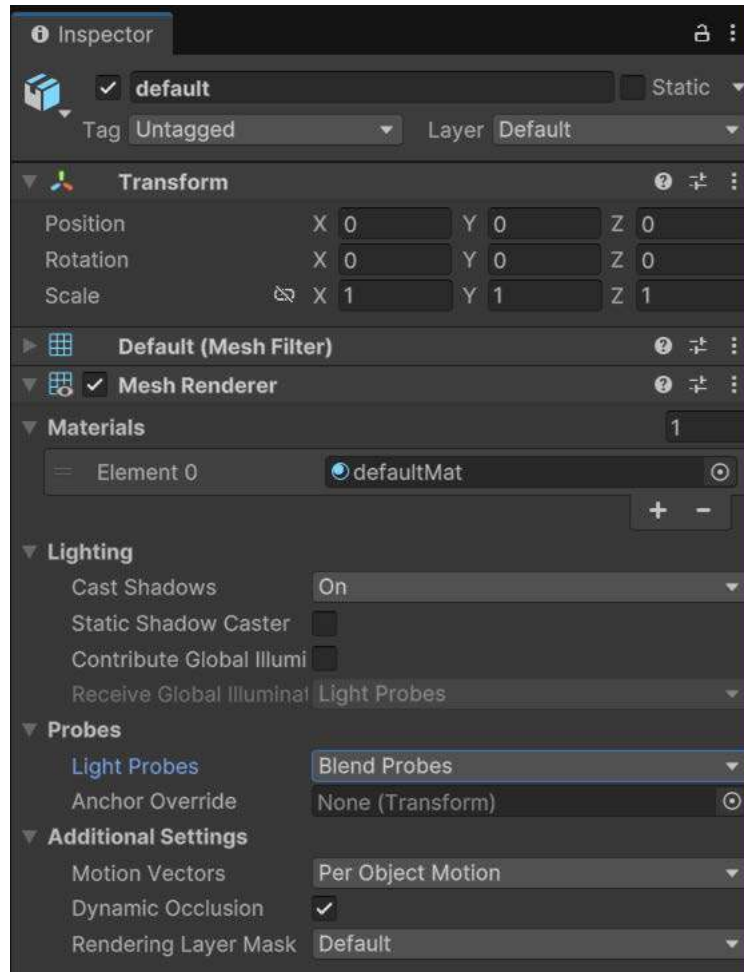 Inspector
default Static
Tag Untagged Layer Default
Transform
Position X 0 Y 0 Z 0
Rotation X 0 Y 0 Z 0
Scale X 1 Y 1 Z 1
Default (Mesh Filter)
Mesh Renderer
Materials 1
Element 0 defaultMat
Lighting
Cast Shadows On
Static Shadow Caster
Contribute Global Illumi
Receive Global Illuminat Light Probes
Probes
Light Probes Blend Probes
Anchor Override None (Transform)
Additional Settings
Motion Vectors Per Object Motion
Dynamic Occlusion
Rendering Layer Mask Default